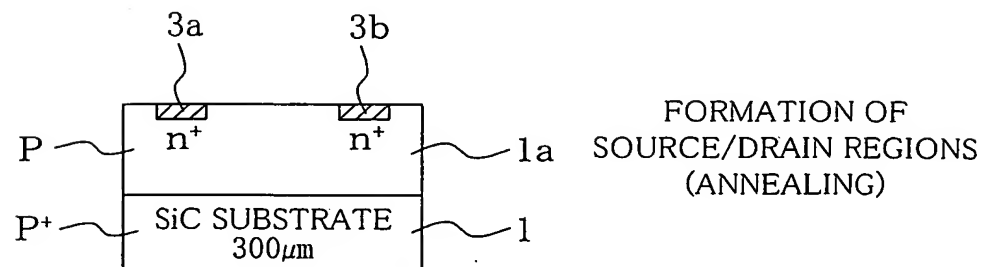 3a 3b
n⁺ n⁺
P 1a
P⁺ SiC SUBSTRATE 1
300μm
FORMATION OF
SOURCE/DRAIN REGIONS
(ANNEALING)